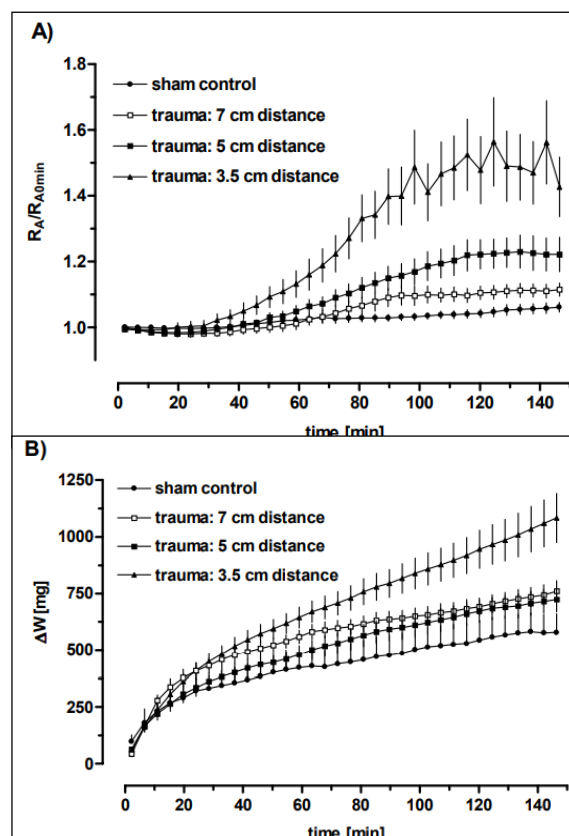 A)
1.8
1.6
1.4
1.2
1.0
R_A/R_A0min
sham control
trauma: 7 cm distance
trauma: 5 cm distance
trauma: 3.5 cm distance
0 20 40 60 80 100 120 140
time [min]
B)
1250
1000
750
500
250
0
ΔW [mg]
sham control
trauma: 7 cm distance
trauma: 5 cm distance
trauma: 3.5 cm distance
0 20 40 60 80 100 120 140
time [min]